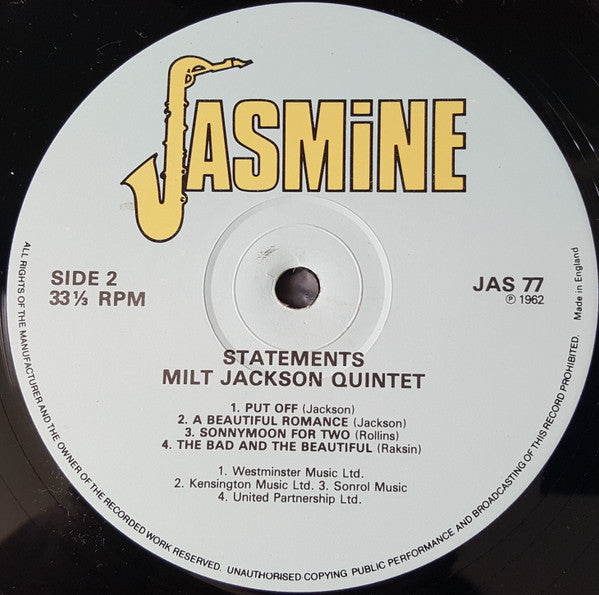 JASMiNE
SIDE 2
33⅓ RPM
JAS 77
℗ 1962
Made in England
STATEMENTS
MILT JACKSON QUINTET
1. PUT OFF (Jackson)
2. A BEAUTIFUL ROMANCE (Jackson)
3. SONNYMOON FOR TWO (Rollins)
4. THE BAD AND THE BEAUTIFUL (Raksin)
1. Westminster Music Ltd.
2. Kensington Music Ltd. 3. Sonrol Music
4. United Partnership Ltd.
ALL RIGHTS OF THE MANUFACTURER AND THE OWNER OF THE RECORDED WORK RESERVED. UNAUTHORISED COPYING PUBLIC PERFORMANCE AND BROADCASTING OF THIS RECORD PROHIBITED.